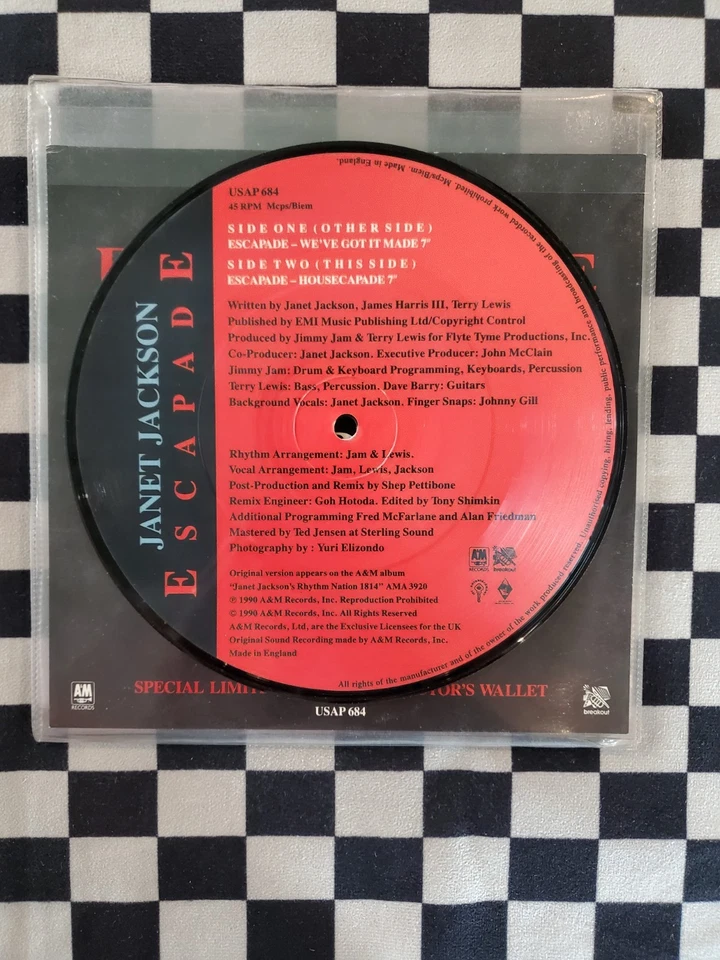 USAP 684
45 RPM Mcps/Biem
SIDE ONE (OTHER SIDE)
ESCAPADE – WE'VE GOT IT MADE 7"
SIDE TWO (THIS SIDE)
ESCAPADE – HOUSECAPADE 7"
Written by Janet Jackson, James Harris III, Terry Lewis
Published by EMI Music Publishing Ltd/Copyright Control
Produced by Jimmy Jam & Terry Lewis for Flyte Tyme Productions, Inc.
Co-Producer: Janet Jackson. Executive Producer: John McClain
Jimmy Jam: Drum & Keyboard Programming, Keyboards, Percussion
Terry Lewis: Bass, Percussion. Dave Barry: Guitars
Background Vocals: Janet Jackson. Finger Snaps: Johnny Gill
Rhythm Arrangement: Jam & Lewis.
Vocal Arrangement: Jam, Lewis, Jackson
Post-Production and Remix by Shep Pettibone
Remix Engineer: Goh Hotoda. Edited by Tony Shimkin
Additional Programming Fred McFarlane and Alan Friedman
Mastered by Ted Jensen at Sterling Sound
Photography by : Yuri Elizondo
Original version appears on the A&M album
"Janet Jackson's Rhythm Nation 1814" AMA 3920
℗ 1990 A&M Records, Inc. Reproduction Prohibited
© 1990 A&M Records, Inc. All Rights Reserved
A&M Records, Ltd, are the Exclusive Licensees for the UK
Original Sound Recording made by A&M Records, Inc.
Made in England
JANET JACKSON
ESCAPADE
A&M
RECORDS
breakout
All rights of the manufacturer and of the owner of the work produced reserved. Unauthorised copying, hiring, lending, public performance and broadcasting of the recorded work prohibited. Mcps/Biem. Made in England.
E E
SPECIAL LIMI TOR'S WALLET
A&M
RECORDS
USAP 684
breakout